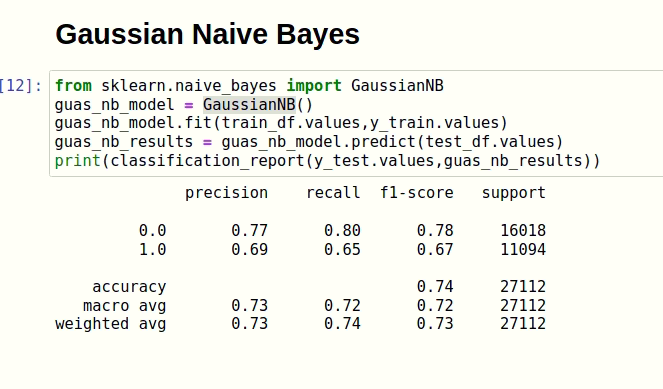 Gaussian Naive Bayes
[12]: from sklearn.naive_bayes import GaussianNB
guas_nb_model = GaussianNB()
guas_nb_model.fit(train_df.values,y_train.values)
guas_nb_results = guas_nb_model.predict(test_df.values)
print(classification_report(y_test.values,guas_nb_results))
precision recall f1-score support
0.0 0.77 0.80 0.78 16018
1.0 0.69 0.65 0.67 11094
accuracy 0.74 27112
macro avg 0.73 0.72 0.72 27112
weighted avg 0.73 0.74 0.73 27112